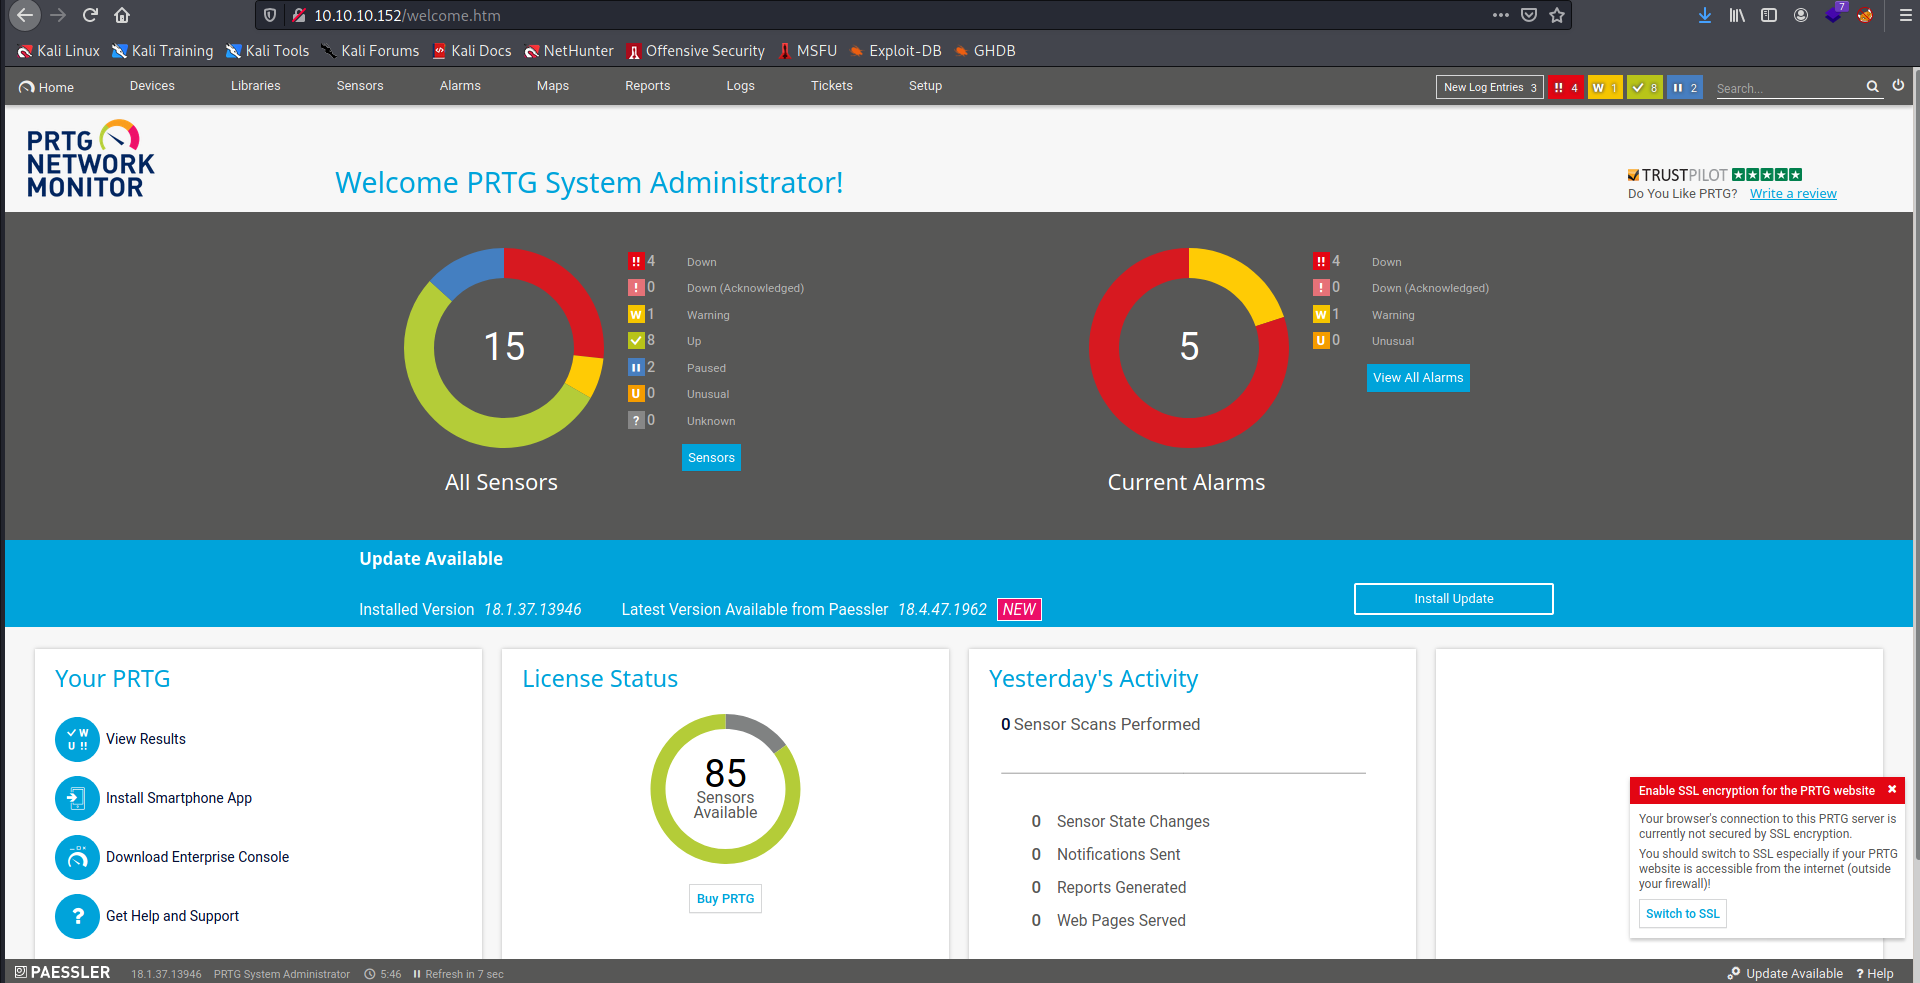 10.10.10.152/welcome.htm
7
Kali Linux Kali Training Kali Tools Kali Forums Kali Docs NetHunter Offensive Security MSFU Exploit-DB GHDB
Home Devices Libraries Sensors Alarms Maps Reports Logs Tickets Setup New Log Entries 3 !! 4 W 1 8 2 Search...
PRTG
NETWORK
MONITOR
Welcome PRTG System Administrator!
TRUSTPILOT
Do You Like PRTG? Write a review
15
!! 4 Down
! 0 Down (Acknowledged)
W 1 Warning
8 Up
2 Paused
U 0 Unusual
? 0 Unknown
Sensors
All Sensors
5
!! 4 Down
! 0 Down (Acknowledged)
W 1 Warning
U 0 Unusual
View All Alarms
Current Alarms
Update Available
Installed Version 18.1.37.13946 Latest Version Available from Paessler 18.4.47.1962 NEW
Install Update
Your PRTG
W
U !!
View Results
Install Smartphone App
Download Enterprise Console
? Get Help and Support
License Status
85
Sensors
Available
Buy PRTG
Yesterday's Activity
0 Sensor Scans Performed
0 Sensor State Changes
0 Notifications Sent
0 Reports Generated
0 Web Pages Served
Enable SSL encryption for the PRTG website
Your browser's connection to this PRTG server is
currently not secured by SSL encryption.
You should switch to SSL especially if your PRTG
website is accessible from the internet (outside
your firewall)!
Switch to SSL
PAESSLER 18.1.37.13946 PRTG System Administrator 5:46 Refresh in 7 sec Update Available ? Help